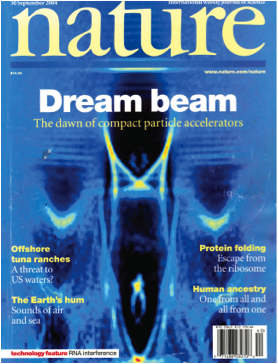 30 September 2004
International weekly journal of science
nature
$10.00
www.nature.com/nature
Dream beam
The dawn of compact particle accelerators
Offshore
tuna ranches
A threat to
US waters?
The Earth's hum
Sounds of air
and sea
Protein folding
Escape from
the ribosome
Human ancestry
One from all and
all from one
technology feature RNA interference